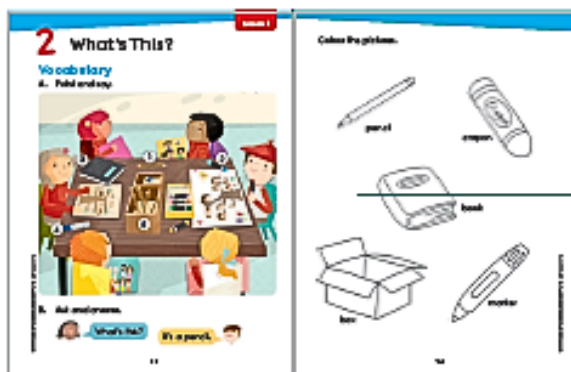 2 What's This?
Vocabulary
A. Point and say.
B. Ask and answer.
What's this?
It's a pencil.
Color the pictures.
pencil
crayon
book
box
marker